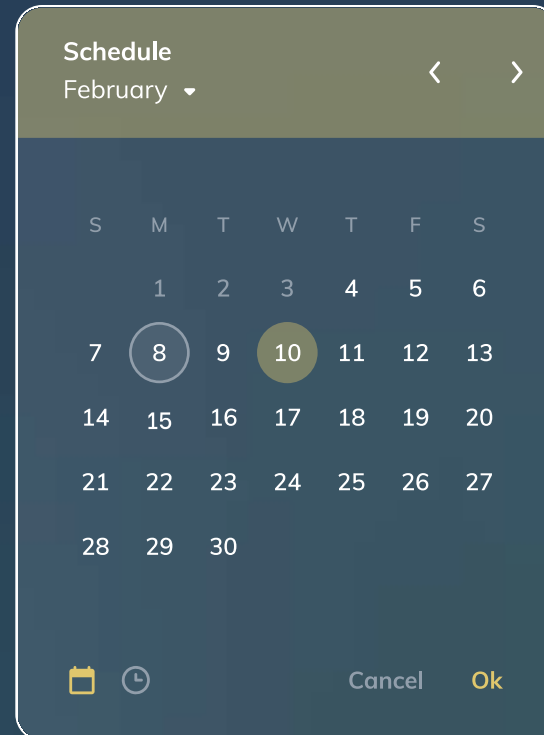 Schedule
February
S M T W T F S
1 2 3 4 5 6
7 8 9 10 11 12 13
14 15 16 17 18 19 20
21 22 23 24 25 26 27
28 29 30
Cancel Ok